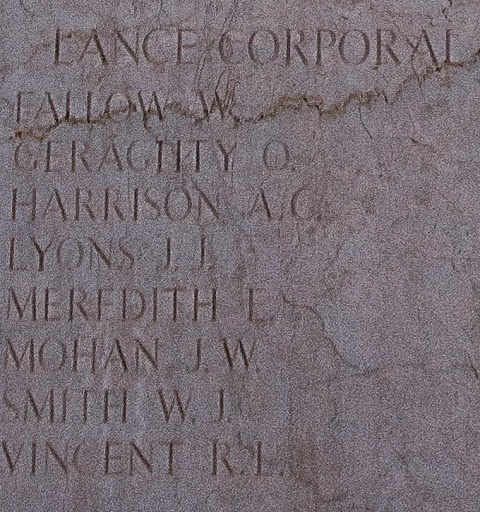 LANCE CORPORAL
FALLOW W.
GERAGHTY O.
HARRISON A.C.
LYONS J. J.
MEREDITH E.
MOHAN J. W.
SMITH W. J.
VINCENT R. L.